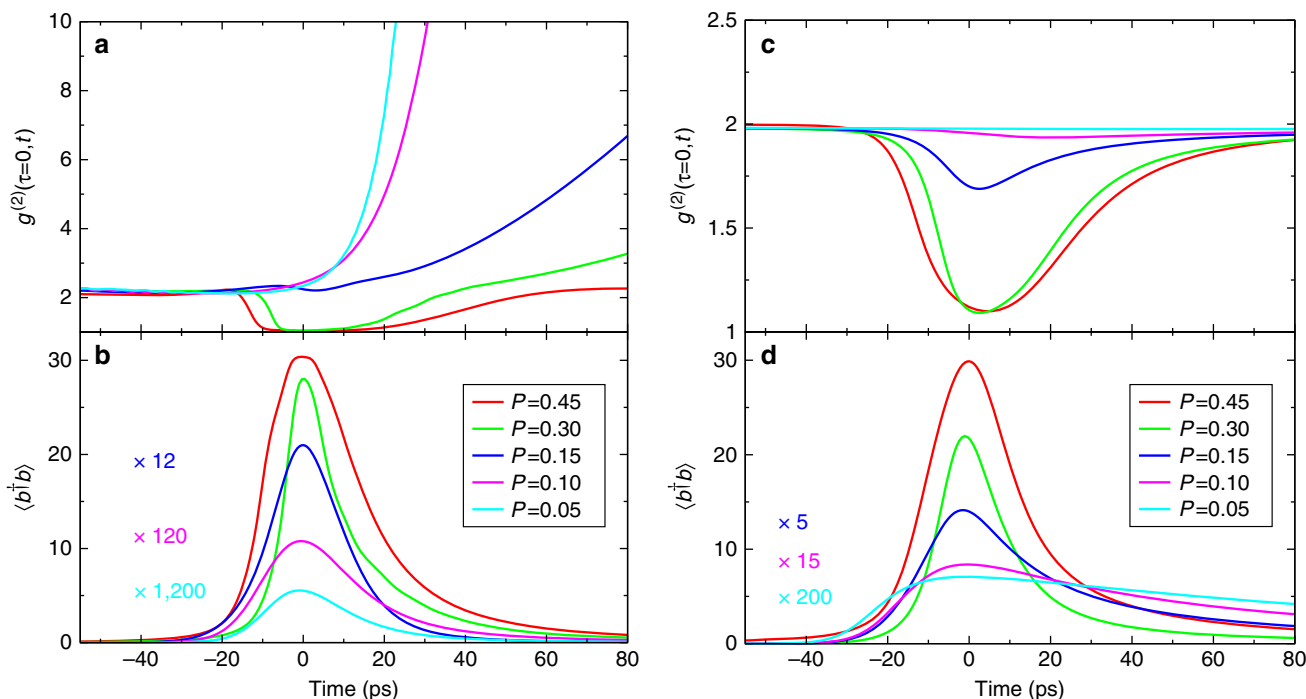 a
10
8
6
4
2
g(2)(τ=0,t)
b
30
20
10
0
⟨b†b⟩
× 12
× 120
× 1,200
P=0.45
P=0.30
P=0.15
P=0.10
P=0.05
−40 −20 0 20 40 60 80
Time (ps)
c
2.5
2
1.5
1
g(2)(τ=0,t)
d
30
20
10
0
⟨b†b⟩
× 5
× 15
× 200
P=0.45
P=0.30
P=0.15
P=0.10
P=0.05
−40 −20 0 20 40 60 80
Time (ps)